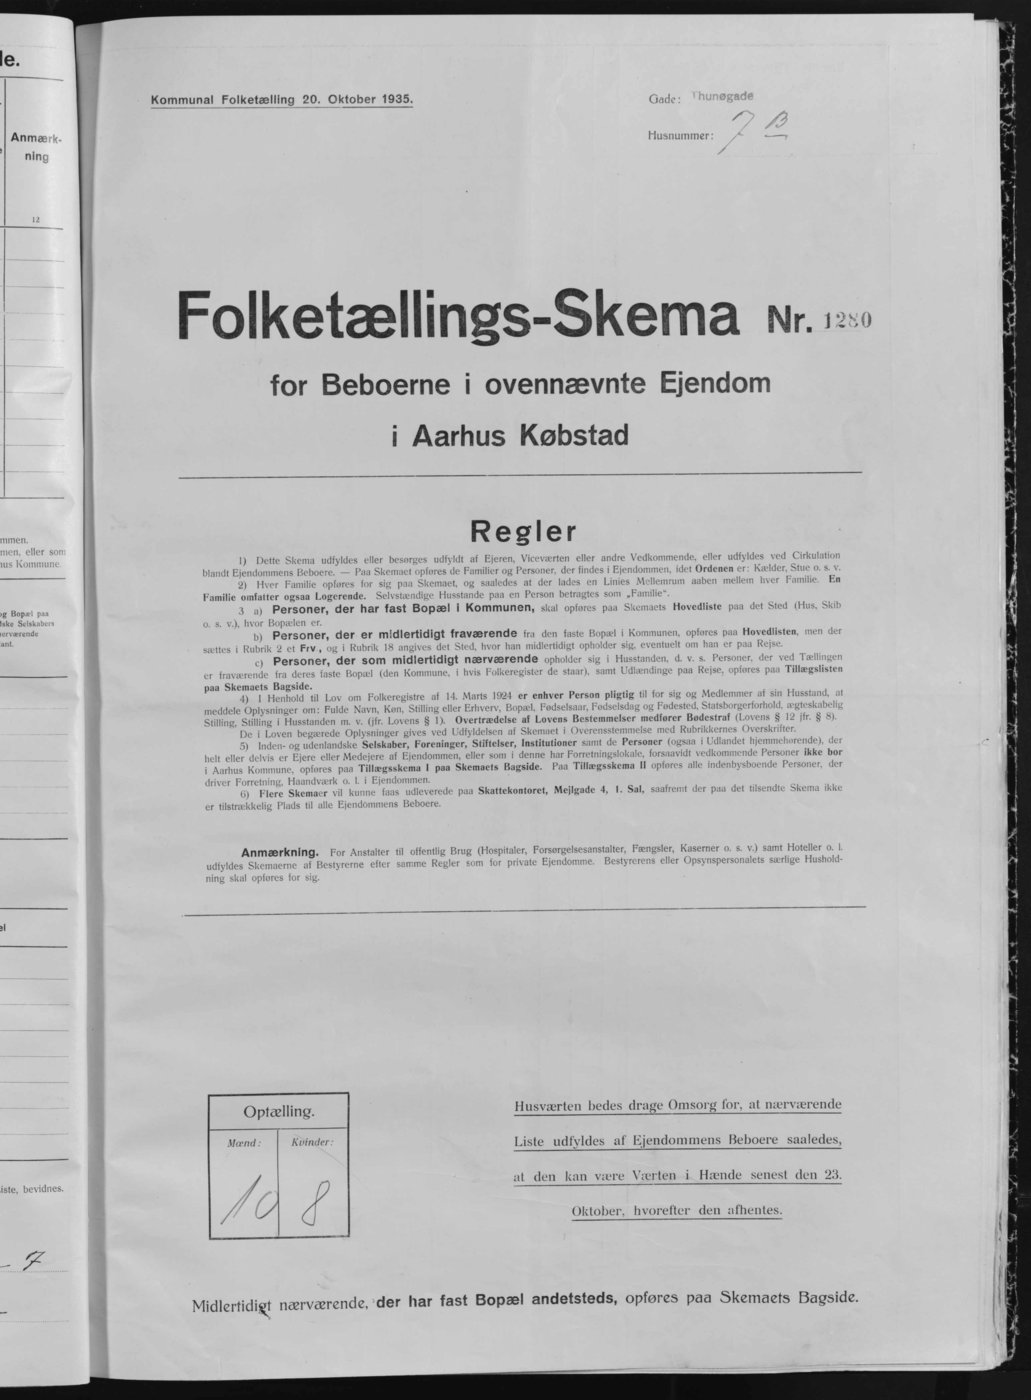 le.
Anmærk-
ning
12
mmen.
men, eller som
hus Kommune.
og Bopæl paa
ske Selskabers
nerværende
ant.
el
iste, bevidnes.
7
Kommunal Folketælling 20. Oktober 1935.
Gade: Thunøgade
Husnummer: 7 B
Folketællings-Skema Nr. 1280
for Beboerne i ovennævnte Ejendom
i Aarhus Købstad
Regler
1) Dette Skema udfyldes eller besørges udfyldt af Ejeren, Viceværten eller andre Vedkommende, eller udfyldes ved Cirkulation
blandt Ejendommens Beboere. — Paa Skemaet opføres de Familier og Personer, der findes i Ejendommen, idet Ordenen er: Kælder, Stue o. s. v.
2) Hver Familie opføres for sig paa Skemaet, og saaledes at der lades en Linies Mellemrum aaben mellem hver Familie. En
Familie omfatter ogsaa Logerende. Selvstændige Husstande paa en Person betragtes som „Familie“.
3 a) Personer, der har fast Bopæl i Kommunen, skal opføres paa Skemaets Hovedliste paa det Sted (Hus, Skib
o. s. v.), hvor Bopælen er.
b) Personer, der er midlertidigt fraværende fra den faste Bopæl i Kommunen, opføres paa Hovedlisten, men der
sættes i Rubrik 2 et Frv., og i Rubrik 18 angives det Sted, hvor han midlertidigt opholder sig, eventuelt om han er paa Rejse.
c) Personer, der som midlertidigt nærværende opholder sig i Husstanden, d. v. s. Personer, der ved Tællingen
er fraværende fra deres faste Bopæl (den Kommune, i hvis Folkeregister de staar), samt Udlændinge paa Rejse, opføres paa Tillægslisten
paa Skemaets Bagside.
4) I Henhold til Lov om Folkeregistre af 14. Marts 1924 er enhver Person pligtig til for sig og Medlemmer af sin Husstand, at
meddele Oplysninger om: Fulde Navn, Køn, Stilling eller Erhverv, Bopæl, Fødselsaar, Fødselsdag og Fødested, Statsborgerforhold, ægteskabelig
Stilling, Stilling i Husstanden m. v. (jfr. Lovens § 1). Overtrædelse af Lovens Bestemmelser medfører Bødestraf (Lovens § 12 jfr. § 8).
De i Loven begærede Oplysninger gives ved Udfyldelsen af Skemaet i Overensstemmelse med Rubrikkernes Overskrifter.
5) Inden- og udenlandske Selskaber, Foreninger, Stiftelser, Institutioner samt de Personer (ogsaa i Udlandet hjemmehørende), der
helt eller delvis er Ejere eller Medejere af Ejendommen, eller som i denne har Forretningslokale, forsaavidt vedkommende Personer ikke bor
i Aarhus Kommune, opføres paa Tillægsskema I paa Skemaets Bagside. Paa Tillægsskema II opføres alle indenbysboende Personer, der
driver Forretning, Haandværk o. l. i Ejendommen.
6) Flere Skemaer vil kunne faas udleverede paa Skattekontoret, Mejlgade 4, 1. Sal, saafremt der paa det tilsendte Skema ikke
er tilstrækkelig Plads til alle Ejendommens Beboere.
Anmærkning. For Anstalter til offentlig Brug (Hospitaler, Forsørgelsesanstalter, Fængsler, Kaserner o. s. v.) samt Hoteller o. l.
udfyldes Skemaerne af Bestyrerne efter samme Regler som for private Ejendomme. Bestyrerens eller Opsynspersonalets særlige Hushold-
ning skal opføres for sig.
Optælling.
Mænd: Kvinder:
10 8
Husværten bedes drage Omsorg for, at nærværende
Liste udfyldes af Ejendommens Beboere saaledes,
at den kan være Værten i Hænde senest den 23.
Oktober, hvorefter den afhentes.
Midlertidigt nærværende, der har fast Bopæl andetsteds, opføres paa Skemaets Bagside.